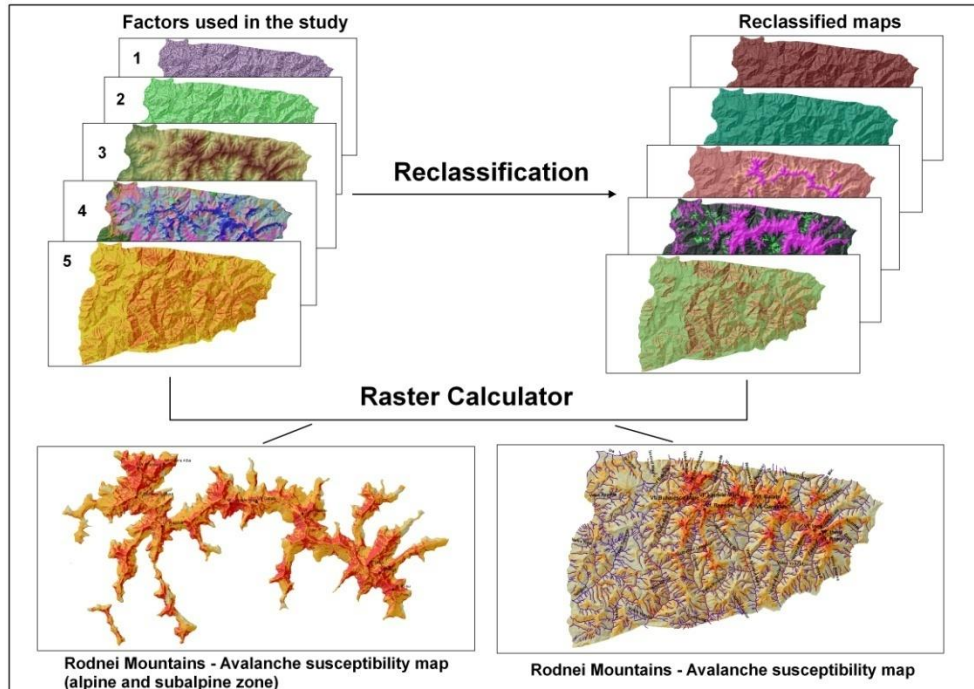 Factors used in the study
Reclassified maps
1
2
3
4
5
Reclassification
Raster Calculator
Rodnei Mountains - Avalanche susceptibility map
(alpine and subalpine zone)
Rodnei Mountains - Avalanche susceptibility map